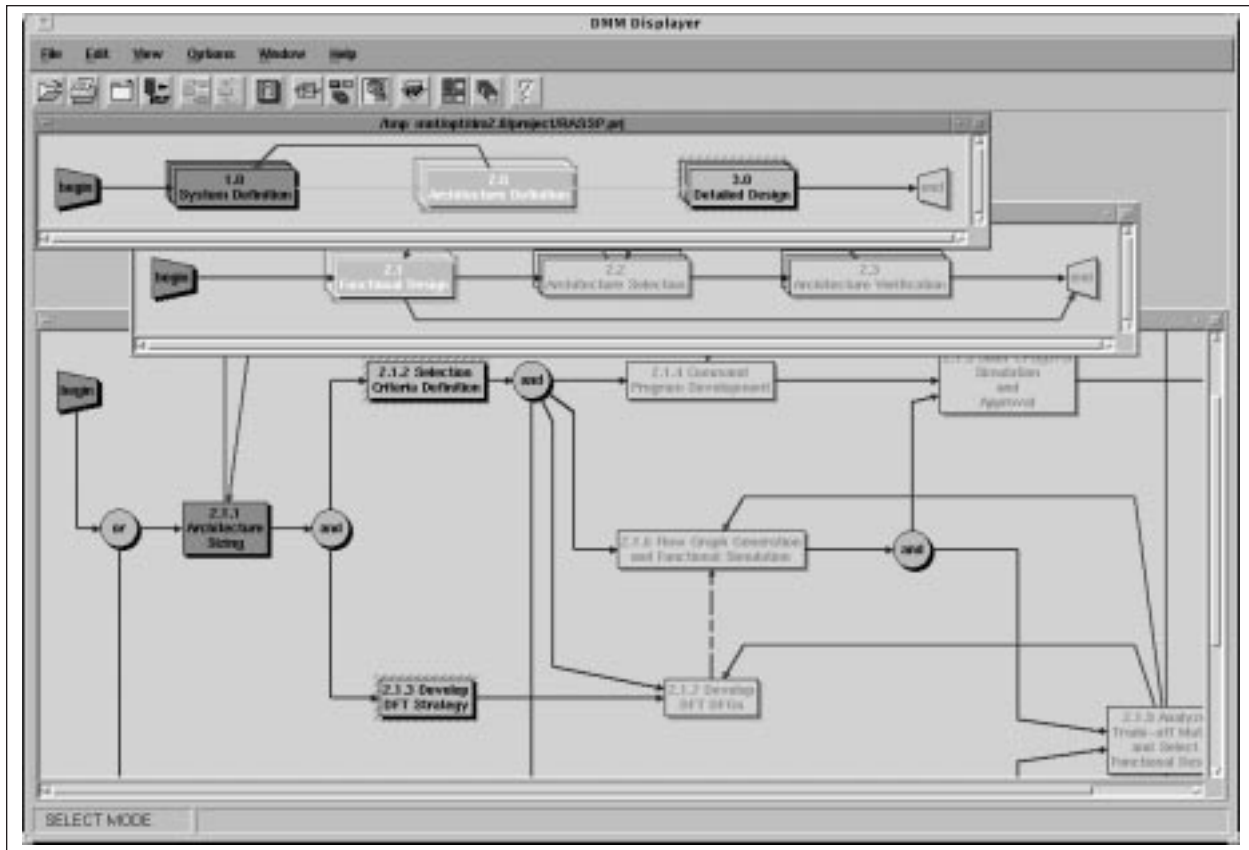 DMM Displayer
File Edit View Options Window Help
1.0
System Definition
2.0
Architecture Definition
3.0
Detailed Design
begin
end
begin
2.1
Functional Design
2.2
Architecture Selection
2.3
Architecture Verification
end
begin
2.1.2 Selection
Criteria Definition
and
2.1.4 Command
Program Development
Simulation
and
Approval
or
2.1.1
Architecture
Sizing
and
2.1.6 Flow Graph Generation
and Functional Simulation
and
2.1.3 Develop
DFT Strategy
2.1.7 Develop
DFT DFGs
Trade-off
and Select
Functional
SELECT MODE